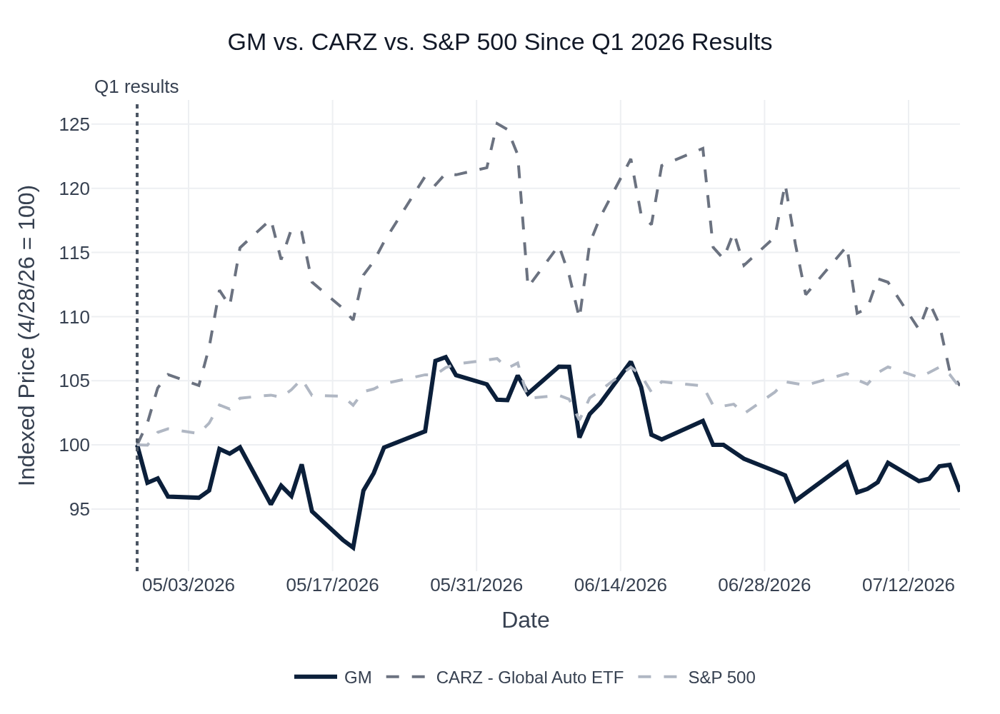 GM vs. CARZ vs. S&P 500 Since Q1 2026 Results
Q1 results
125
120
115
110
105
100
95
Indexed Price (4/28/26 = 100)
05/03/2026 05/17/2026 05/31/2026 06/14/2026 06/28/2026 07/12/2026
Date
GM CARZ - Global Auto ETF S&P 500